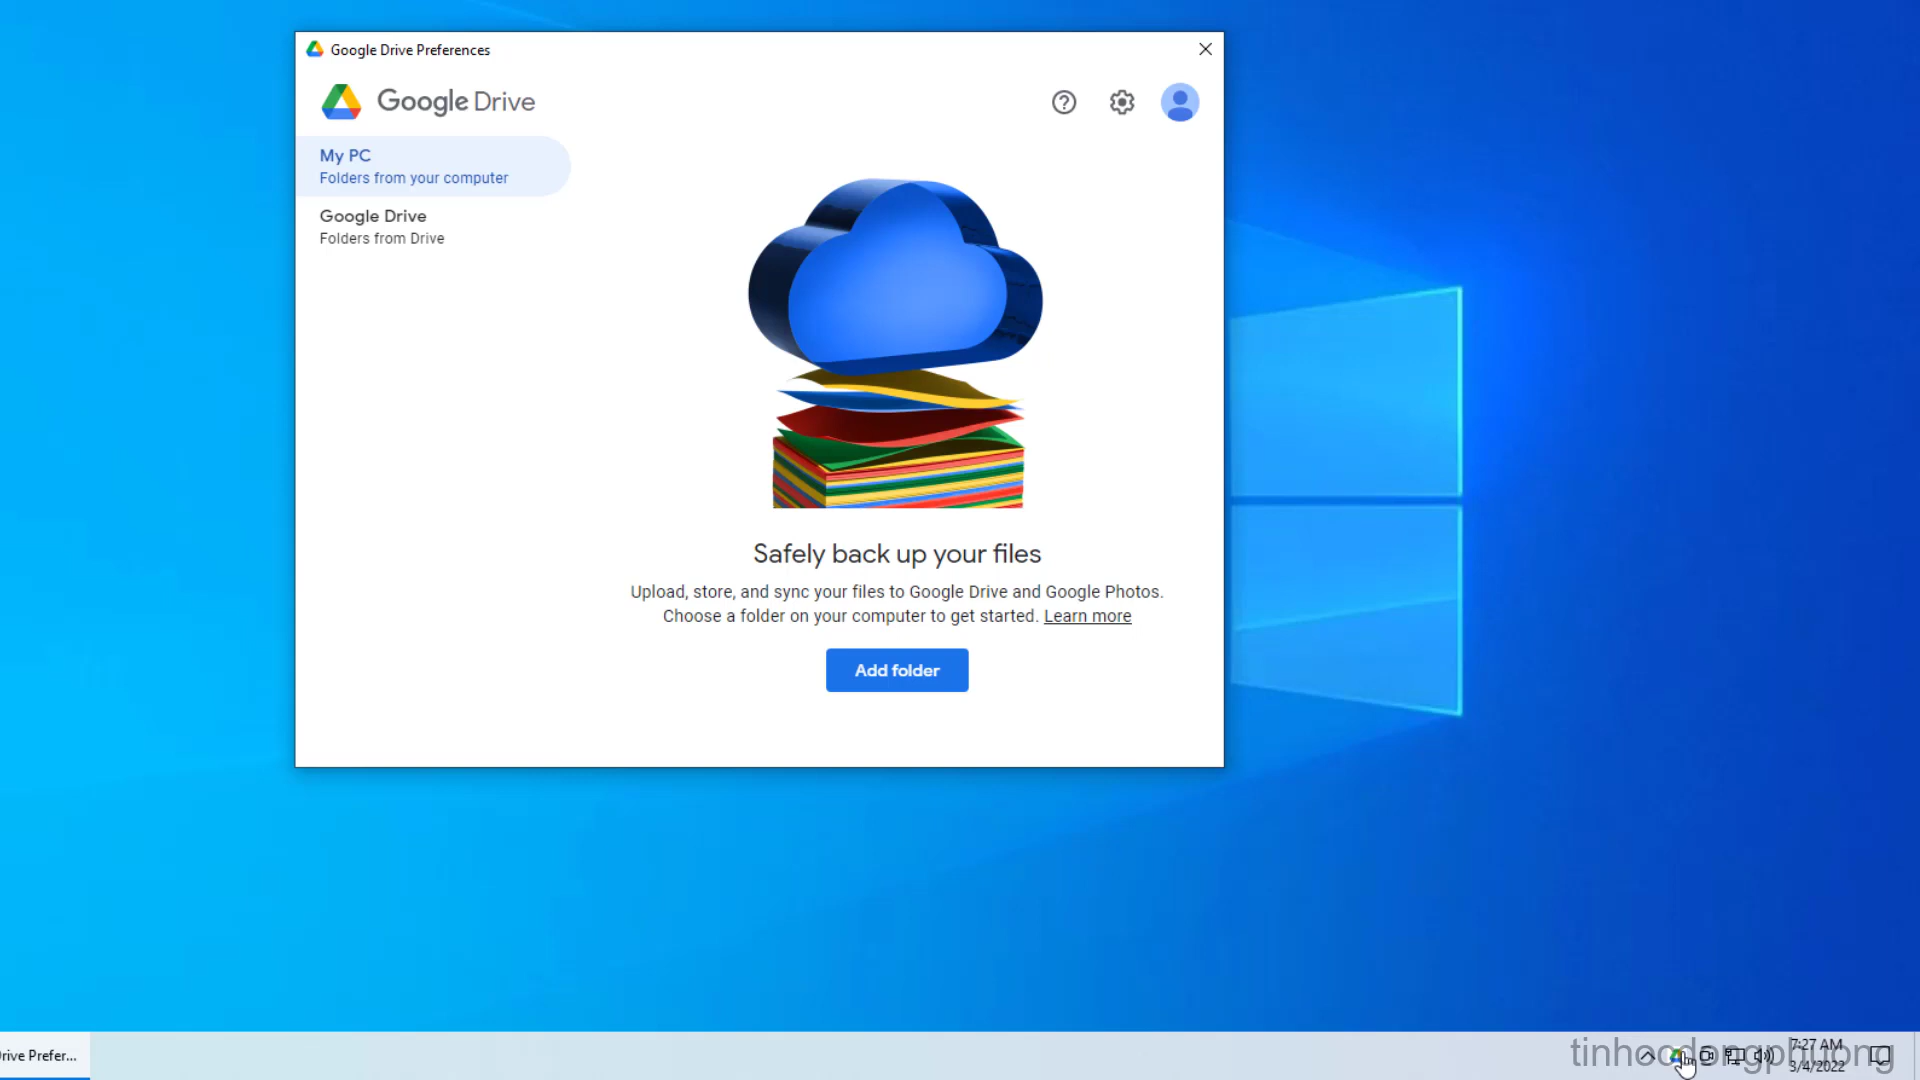 Google Drive Preferences
Google Drive
My PC
Folders from your computer
Google Drive
Folders from Drive
Safely back up your files
Upload, store, and sync your files to Google Drive and Google Photos.
Choose a folder on your computer to get started. Learn more
Add folder
rive Prefer...
7:27 AM
3/4/2022
tinhocdongphuong